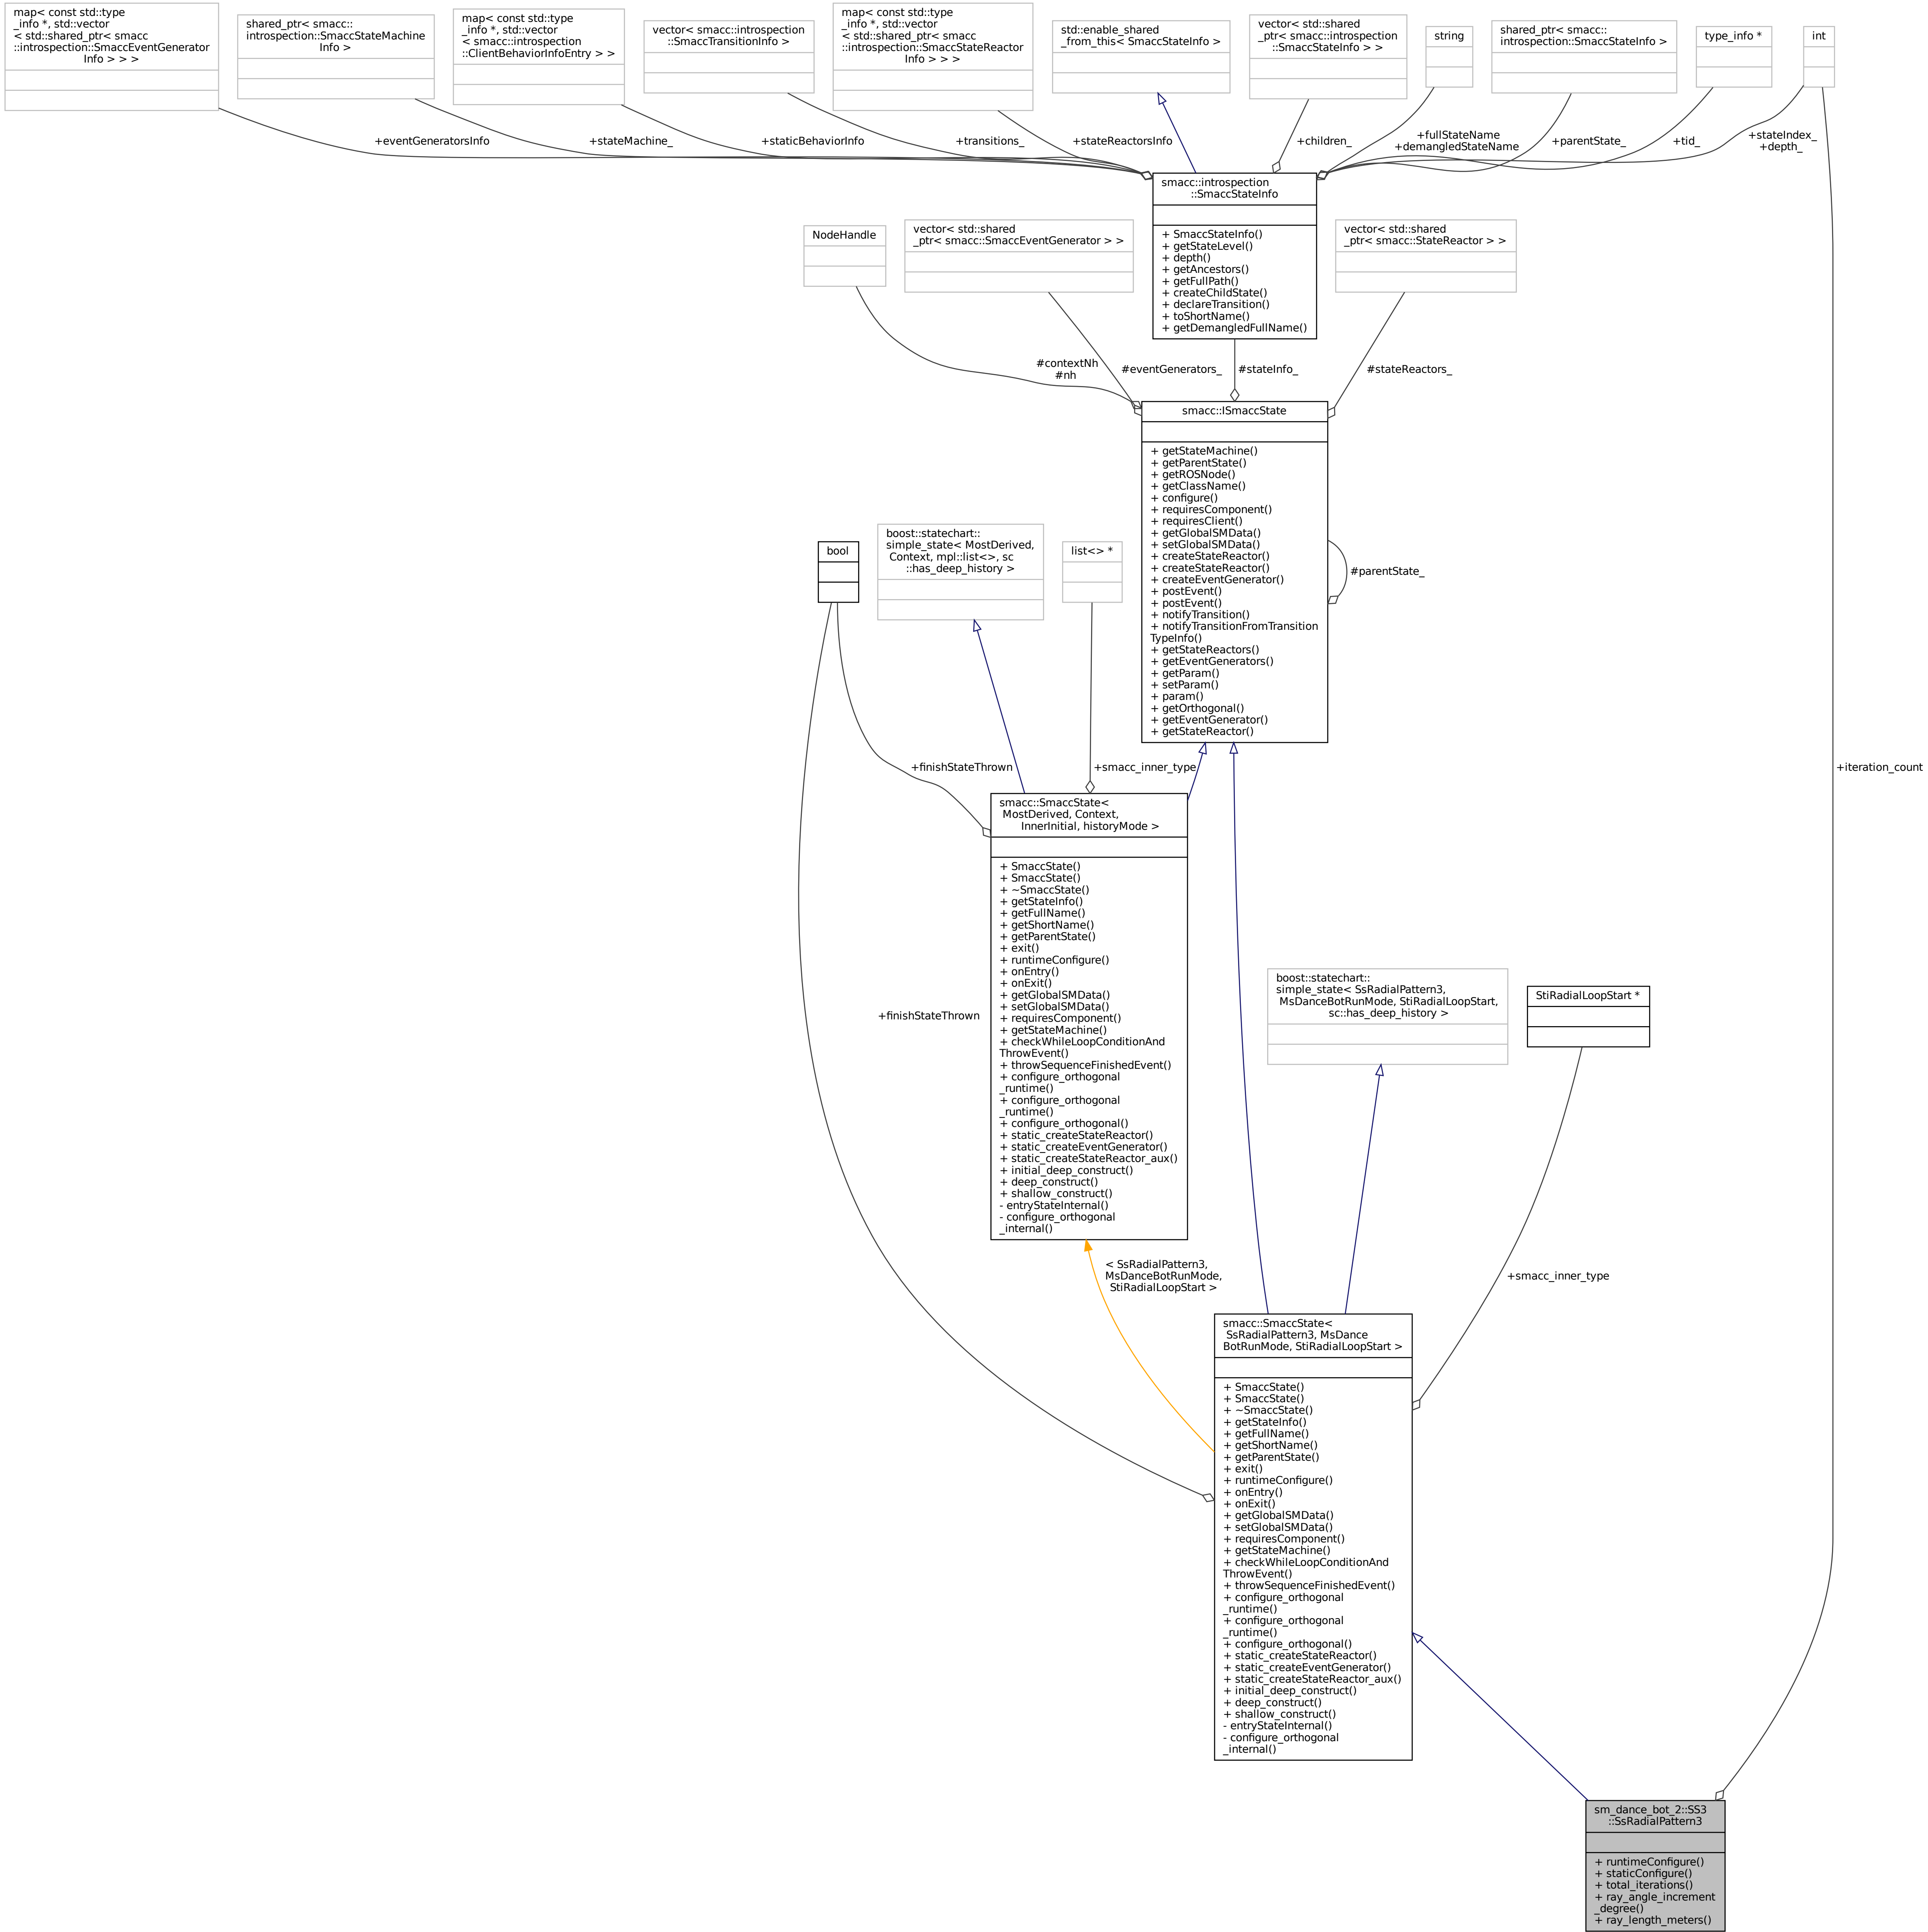 map< const std::type
_info *, std::vector
< std::shared_ptr< smacc
::introspection::SmaccEventGenerator
Info > > >
shared_ptr< smacc::
introspection::SmaccStateMachine
Info >
map< const std::type
_info *, std::vector
< smacc::introspection
::ClientBehaviorInfoEntry > >
vector< smacc::introspection
::SmaccTransitionInfo >
map< const std::type
_info *, std::vector
< std::shared_ptr< smacc
::introspection::SmaccStateReactor
Info > > >
std::enable_shared
_from_this< SmaccStateInfo >
vector< std::shared
_ptr< smacc::introspection
::SmaccStateInfo > >
string
shared_ptr< smacc::
introspection::SmaccStateInfo >
type_info *
int
+eventGeneratorsInfo
+stateMachine_
+staticBehaviorInfo
+transitions_
+stateReactorsInfo
+children_
+fullStateName
+demangledStateName
+parentState_
+tid_
+stateIndex_
+depth_
smacc::introspection
::SmaccStateInfo
+ SmaccStateInfo()
+ getStateLevel()
+ depth()
+ getAncestors()
+ getFullPath()
+ createChildState()
+ declareTransition()
+ toShortName()
+ getDemangledFullName()
NodeHandle
vector< std::shared
_ptr< smacc::SmaccEventGenerator > >
vector< std::shared
_ptr< smacc::StateReactor > >
#contextNh
#nh
#eventGenerators_
#stateInfo_
#stateReactors_
smacc::ISmaccState
+ getStateMachine()
+ getParentState()
+ getROSNode()
+ getClassName()
+ configure()
+ requiresComponent()
+ requiresClient()
+ getGlobalSMData()
+ setGlobalSMData()
+ createStateReactor()
+ createStateReactor()
+ createEventGenerator()
+ postEvent()
+ postEvent()
+ notifyTransition()
+ notifyTransitionFromTransition
TypeInfo()
+ getStateReactors()
+ getEventGenerators()
+ getParam()
+ setParam()
+ param()
+ getOrthogonal()
+ getEventGenerator()
+ getStateReactor()
#parentState_
bool
boost::statechart::
simple_state< MostDerived,
Context, mpl::list<>, sc
::has_deep_history >
list<> *
+finishStateThrown
+smacc_inner_type
+iteration_count
smacc::SmaccState<
MostDerived, Context,
InnerInitial, historyMode >
+ SmaccState()
+ SmaccState()
+ ~SmaccState()
+ getStateInfo()
+ getFullName()
+ getShortName()
+ getParentState()
+ exit()
+ runtimeConfigure()
+ onEntry()
+ onExit()
+ getGlobalSMData()
+ setGlobalSMData()
+ requiresComponent()
+ getStateMachine()
+ checkWhileLoopConditionAnd
ThrowEvent()
+ throwSequenceFinishedEvent()
+ configure_orthogonal
_runtime()
+ configure_orthogonal
_runtime()
+ configure_orthogonal()
+ static_createStateReactor()
+ static_createEventGenerator()
+ static_createStateReactor_aux()
+ initial_deep_construct()
+ deep_construct()
+ shallow_construct()
- entryStateInternal()
- configure_orthogonal
_internal()
+finishStateThrown
boost::statechart::
simple_state< SsRadialPattern3,
MsDanceBotRunMode, StiRadialLoopStart,
sc::has_deep_history >
StiRadialLoopStart *
< SsRadialPattern3,
MsDanceBotRunMode,
StiRadialLoopStart >
+smacc_inner_type
smacc::SmaccState<
SsRadialPattern3, MsDance
BotRunMode, StiRadialLoopStart >
+ SmaccState()
+ SmaccState()
+ ~SmaccState()
+ getStateInfo()
+ getFullName()
+ getShortName()
+ getParentState()
+ exit()
+ runtimeConfigure()
+ onEntry()
+ onExit()
+ getGlobalSMData()
+ setGlobalSMData()
+ requiresComponent()
+ getStateMachine()
+ checkWhileLoopConditionAnd
ThrowEvent()
+ throwSequenceFinishedEvent()
+ configure_orthogonal
_runtime()
+ configure_orthogonal
_runtime()
+ configure_orthogonal()
+ static_createStateReactor()
+ static_createEventGenerator()
+ static_createStateReactor_aux()
+ initial_deep_construct()
+ deep_construct()
+ shallow_construct()
- entryStateInternal()
- configure_orthogonal
_internal()
sm_dance_bot_2::SS3
::SsRadialPattern3
+ runtimeConfigure()
+ staticConfigure()
+ total_iterations()
+ ray_angle_increment
_degree()
+ ray_length_meters()